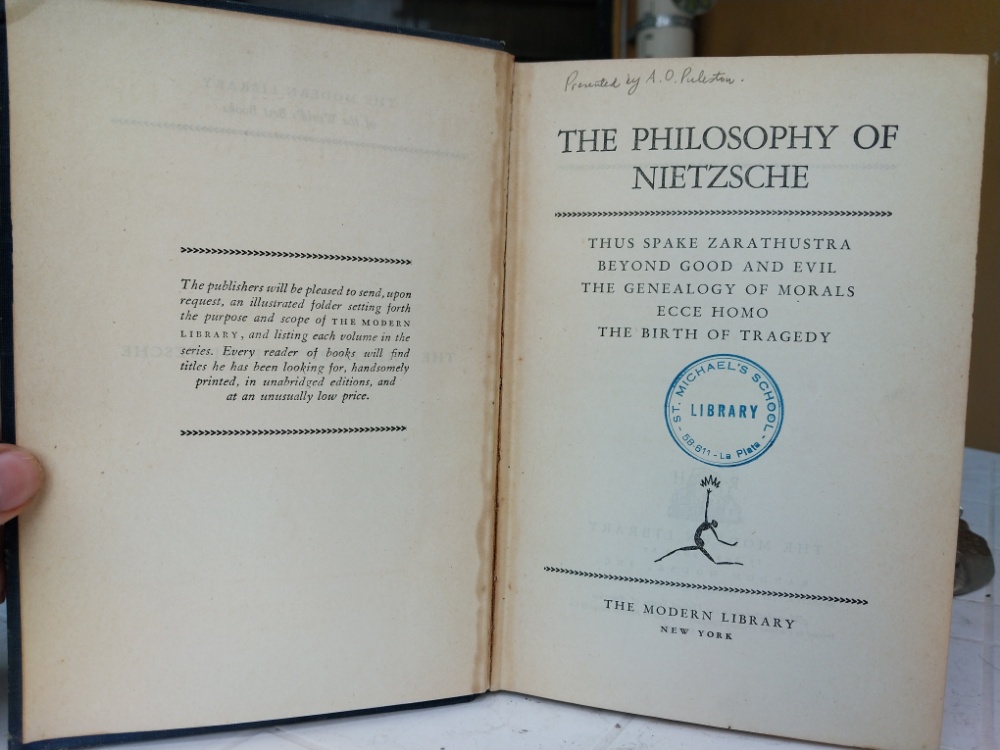 The publishers will be pleased to send, upon
request, an illustrated folder setting forth
the purpose and scope of THE MODERN
LIBRARY, and listing each volume in the
series. Every reader of books will find
titles he has been looking for, handsomely
printed, in unabridged editions, and
at an unusually low price.
Presented by A. O. Puleston.
THE PHILOSOPHY OF
NIETZSCHE
THUS SPAKE ZARATHUSTRA
BEYOND GOOD AND EVIL
THE GENEALOGY OF MORALS
ECCE HOMO
THE BIRTH OF TRAGEDY
ST. MICHAEL'S SCHOOL
LIBRARY
58-611 - La Plata
THE MODERN LIBRARY
NEW YORK